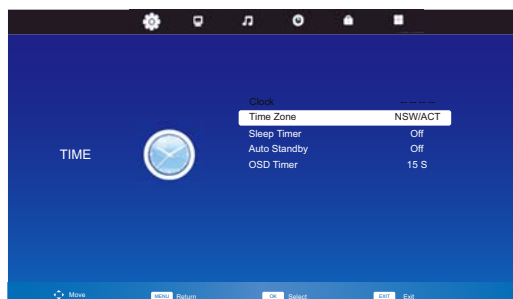 Clock -- -- -- --
Time Zone NSW/ACT
Sleep Timer Off
TIME
Auto Standby Off
OSD Timer 15 S
Move MENU Return OK Select EXIT Exit